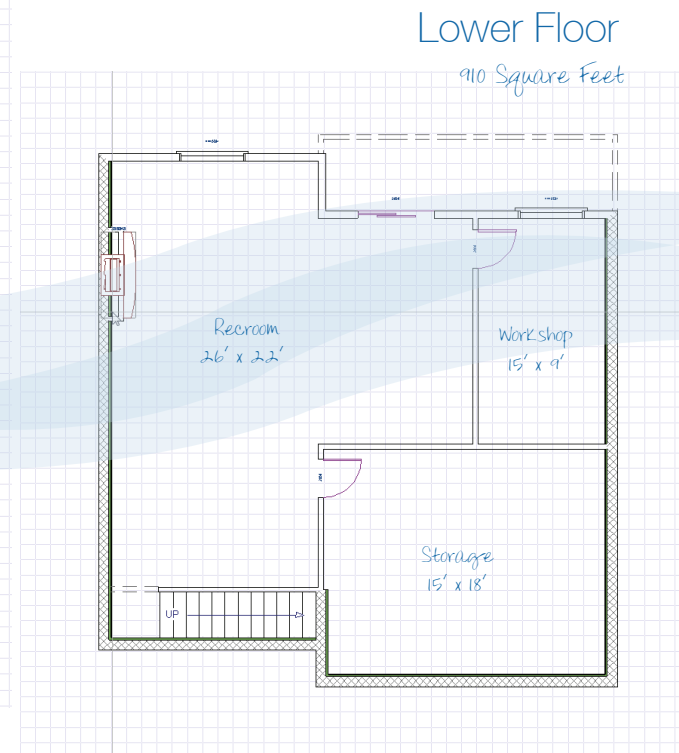 Lower Floor
910 Square Feet
Recroom
26' x 22'
Workshop
15' x 9'
Storage
15' x 18'
UP